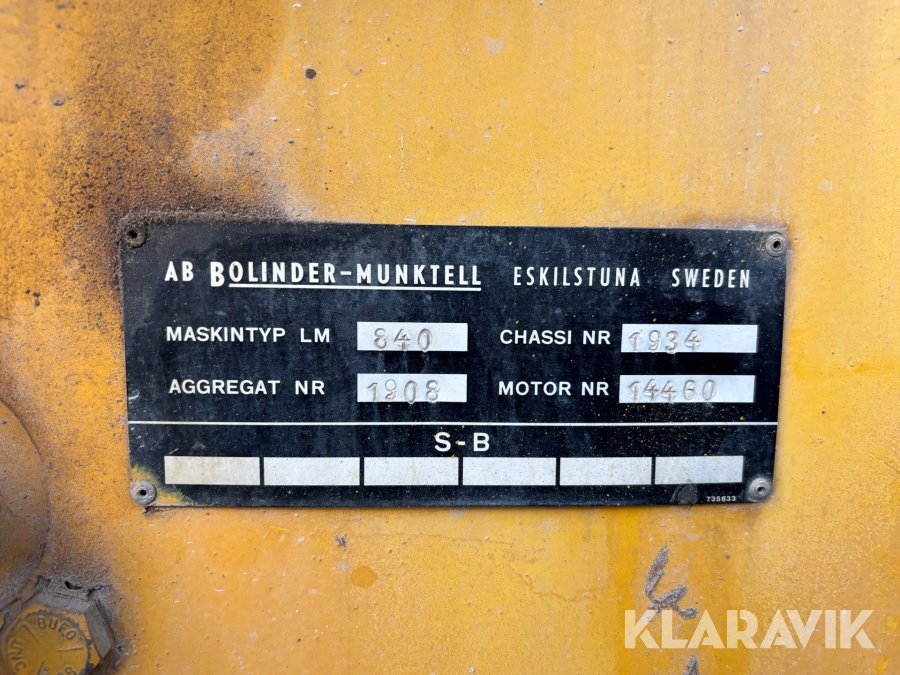 AB BOLINDER-MUNKTELL ESKILSTUNA SWEDEN
MASKINTYP LM 840 CHASSI NR 1934
AGGREGAT NR 1908 MOTOR NR 14460
S-B
735633
BUFO
KLARAVIK